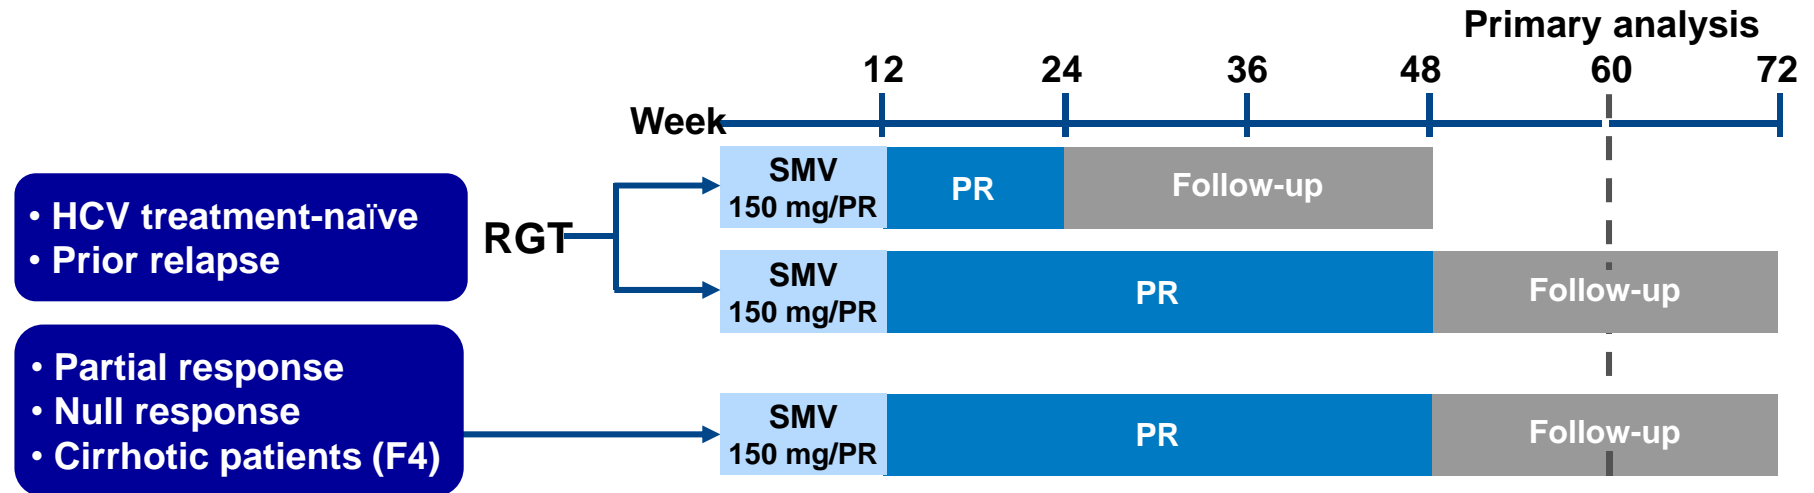 Primary analysis
12 24 36 48 60 72
Week
• HCV treatment-naïve
• Prior relapse
RGT
SMV
150 mg/PR
PR
Follow-up
SMV
150 mg/PR
PR
Follow-up
• Partial response
• Null response
• Cirrhotic patients (F4)
SMV
150 mg/PR
PR
Follow-up